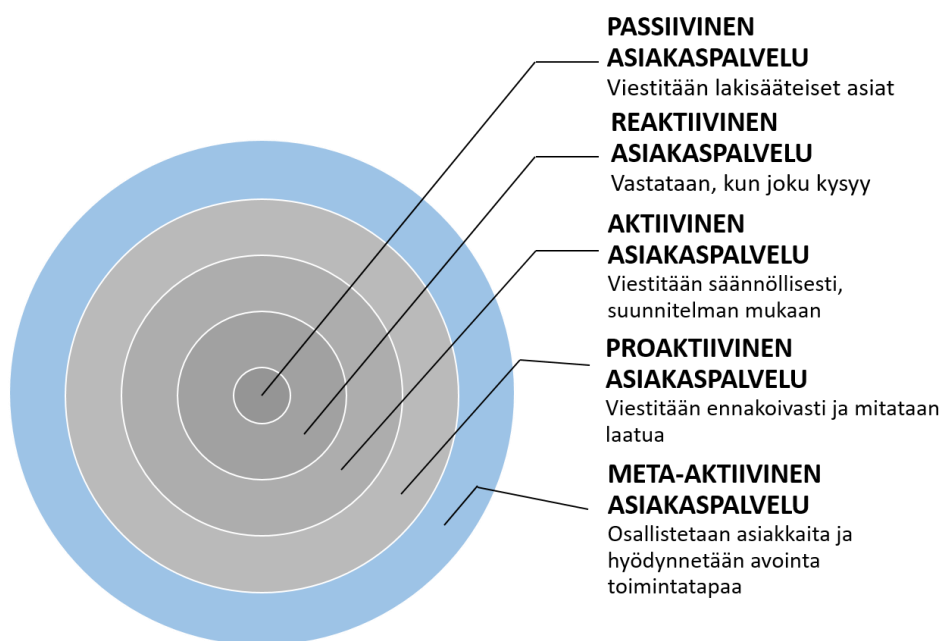 PASSIIVINEN
ASIAKASPALVELU
Viestitään lakisääteiset asiat
REAKTIIVINEN
ASIAKASPALVELU
Vastataan, kun joku kysyy
AKTIIVINEN
ASIAKASPALVELU
Viestitään säännöllisesti,
suunnitelman mukaan
PROAKTIIVINEN
ASIAKASPALVELU
Viestitään ennakoivasti ja mitataan
laatua
META-AKTIIVINEN
ASIAKASPALVELU
Osallistetaan asiakkaita ja
hyödynnetään avointa
toimintatapaa